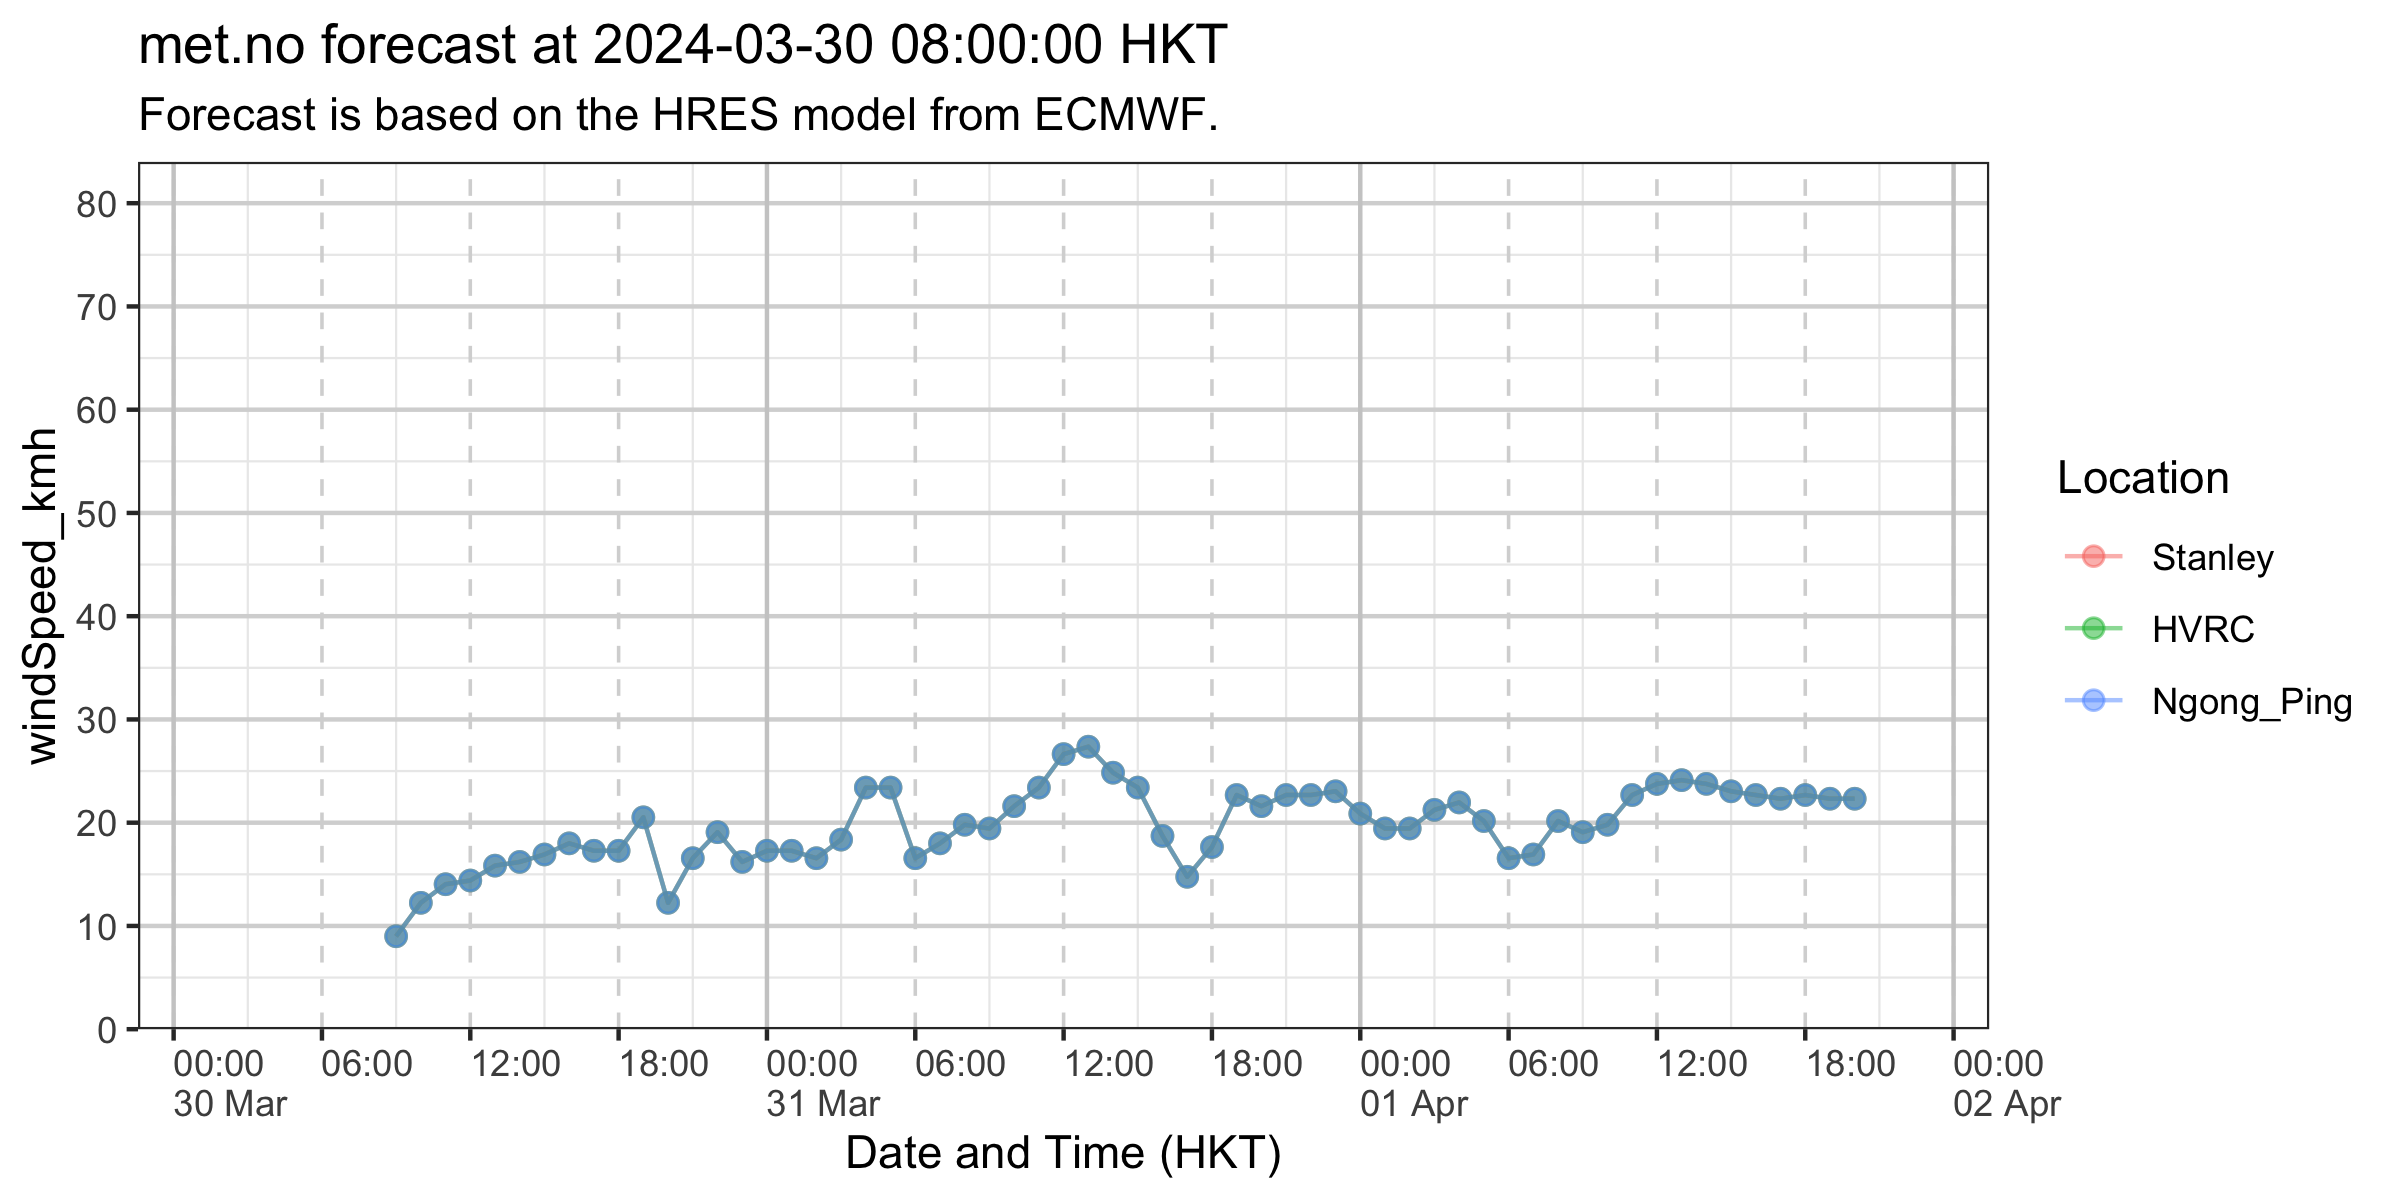 met.no forecast at 2024-03-30 08:00:00 HKT
Forecast is based on the HRES model from ECMWF.
windSpeed_kmh
80
70
60
50
40
30
20
10
0
00:00 06:00 12:00 18:00 00:00 06:00 12:00 18:00 00:00 06:00 12:00 18:00 00:00
30 Mar 31 Mar 01 Apr 02 Apr
Date and Time (HKT)
Location
Stanley
HVRC
Ngong_Ping